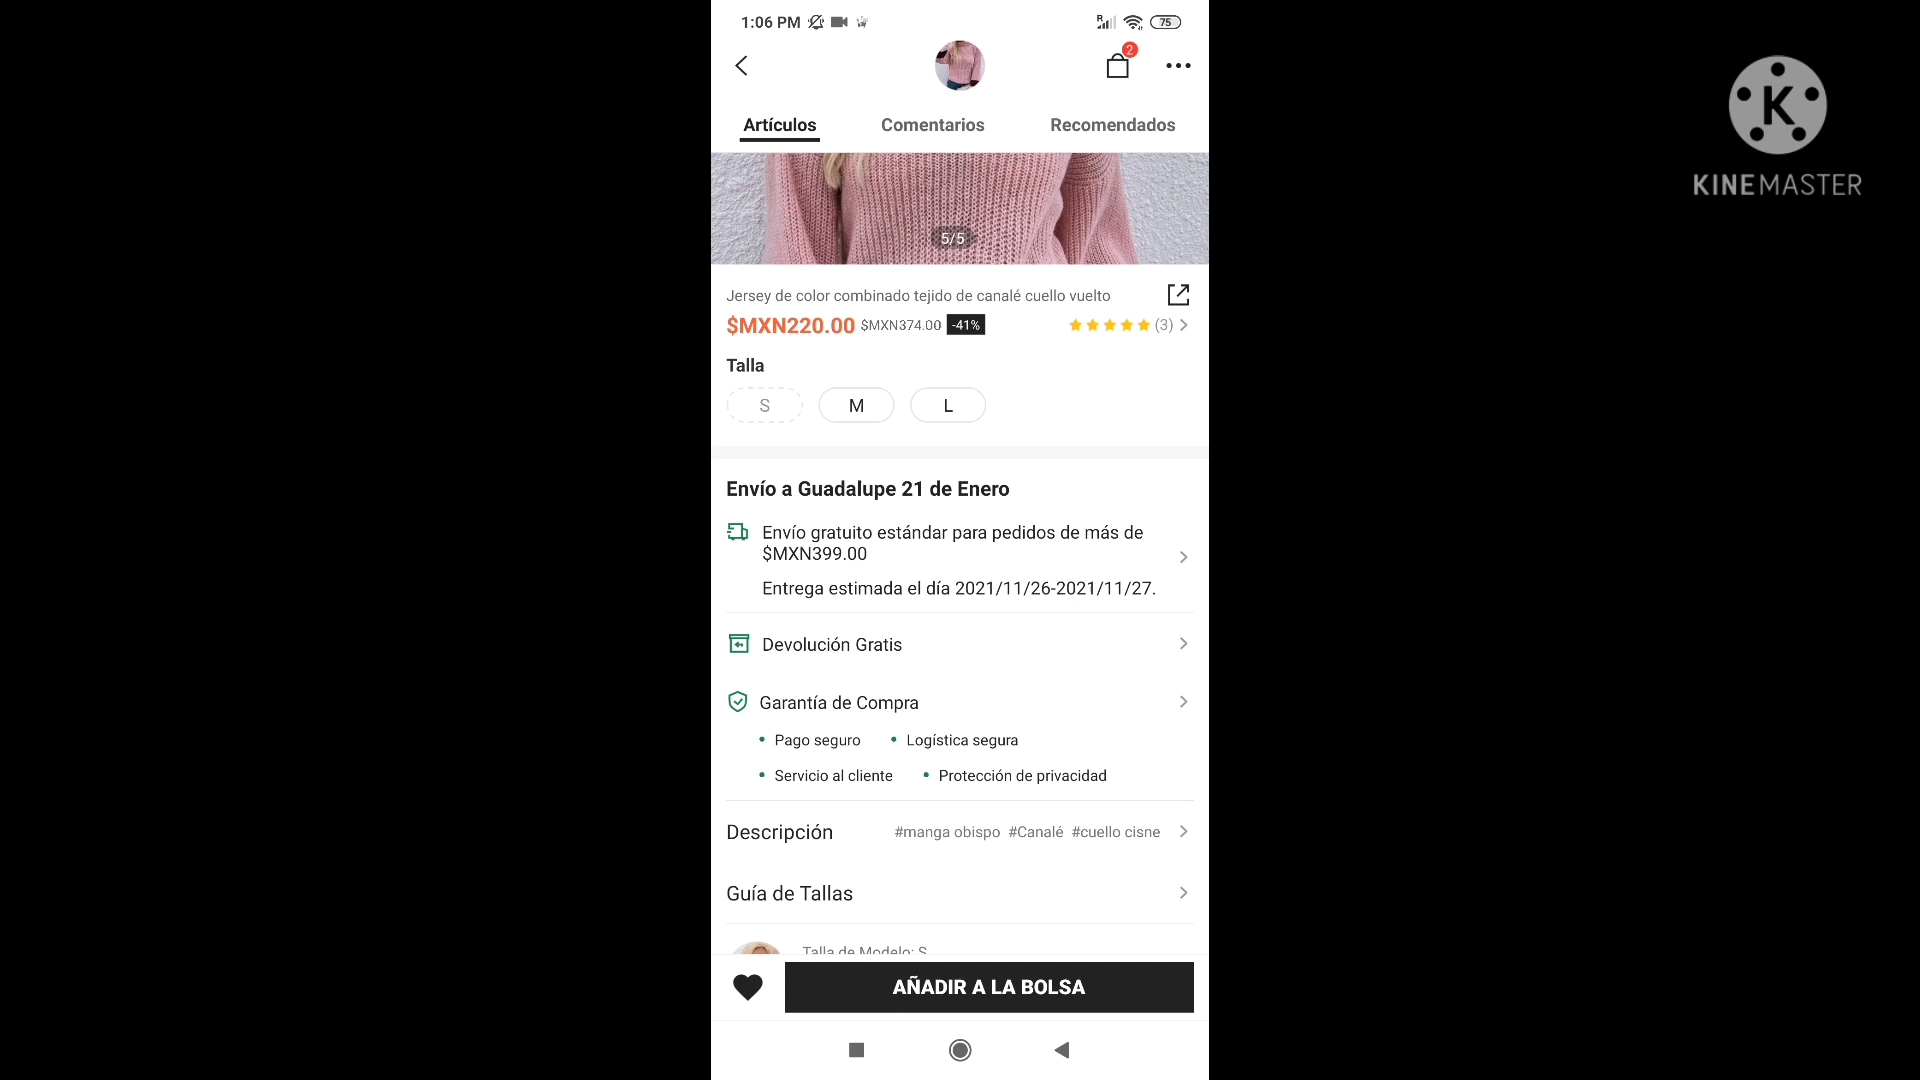 1:06 PM
R
75
2
Artículos
Comentarios
Recomendados
K
KINEMASTER
5/5
Jersey de color combinado tejido de canalé cuello vuelto
$MXN220.00 $MXN374.00 -41%
(3)
Talla
S
M
L
Envío a Guadalupe 21 de Enero
Envío gratuito estándar para pedidos de más de
$MXN399.00
Entrega estimada el día 2021/11/26-2021/11/27.
Devolución Gratis
Garantía de Compra
• Pago seguro • Logística segura
• Servicio al cliente • Protección de privacidad
Descripción #manga obispo #Canalé #cuello cisne
Guía de Tallas
Talla de Modelo: S
AÑADIR A LA BOLSA